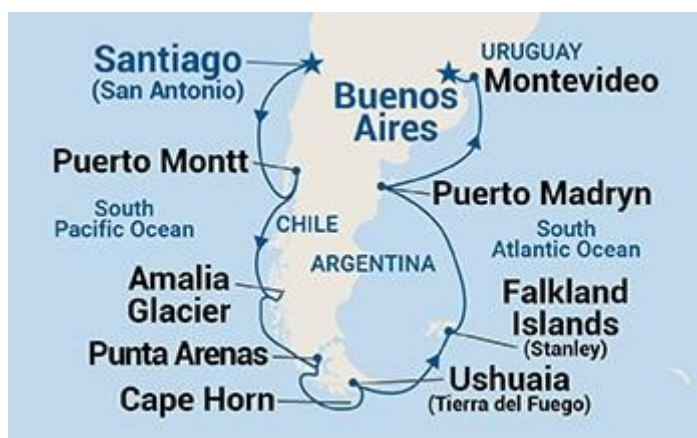 Santiago
(San Antonio)
URUGUAY
Montevideo
Buenos
Aires
Puerto Montt
Puerto Madryn
South
Pacific Ocean
CHILE
South
Atlantic Ocean
ARGENTINA
Amalia
Glacier
Falkland
Islands
(Stanley)
Punta Arenas
Ushuaia
(Tierra del Fuego)
Cape Horn